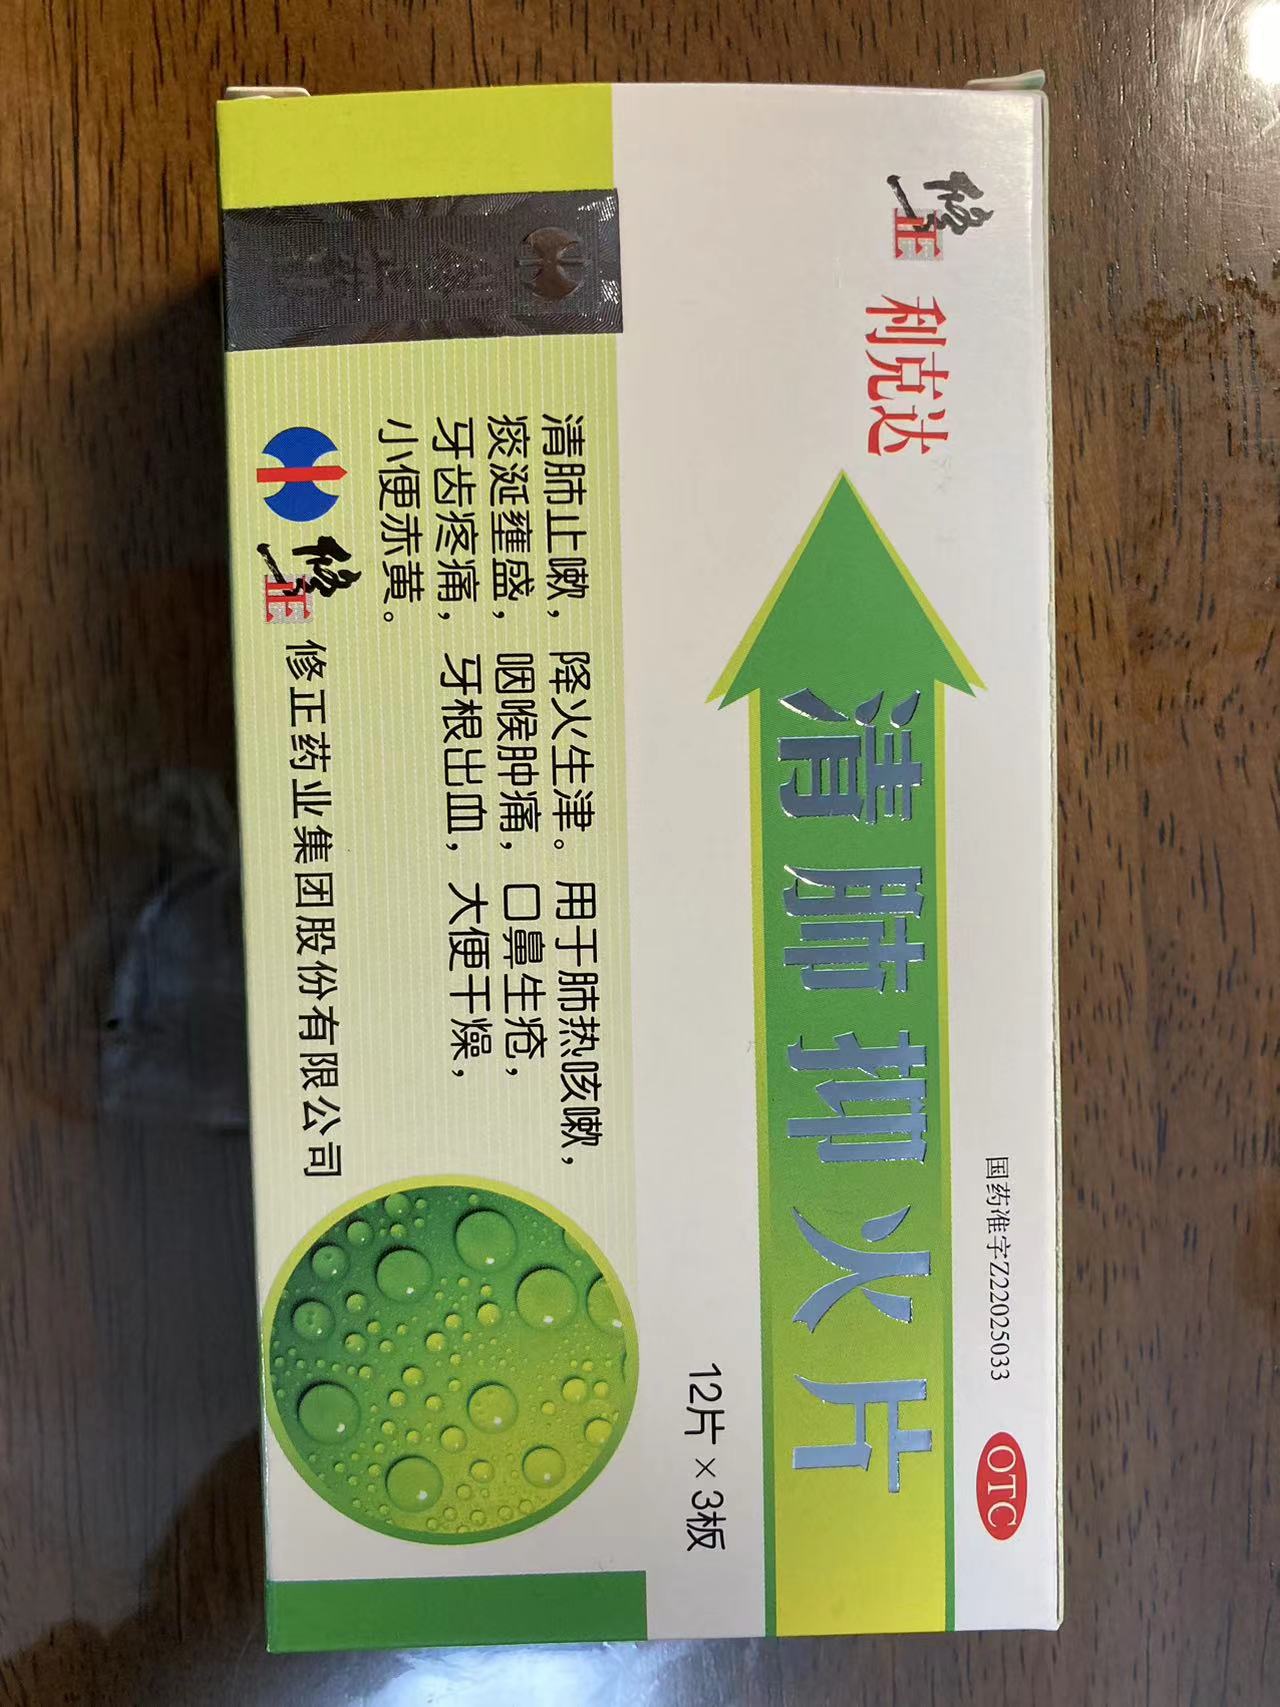 修正
利克达
国药准字Z22025033
OTC
清肺抑火片
12片×3板
清肺止嗽，降火生津。用于肺热咳嗽，
痰涎壅盛，咽喉肿痛，口鼻生疮，
牙齿疼痛，牙根出血，大便干燥，
小便赤黄。
修正 修正药业集团股份有限公司